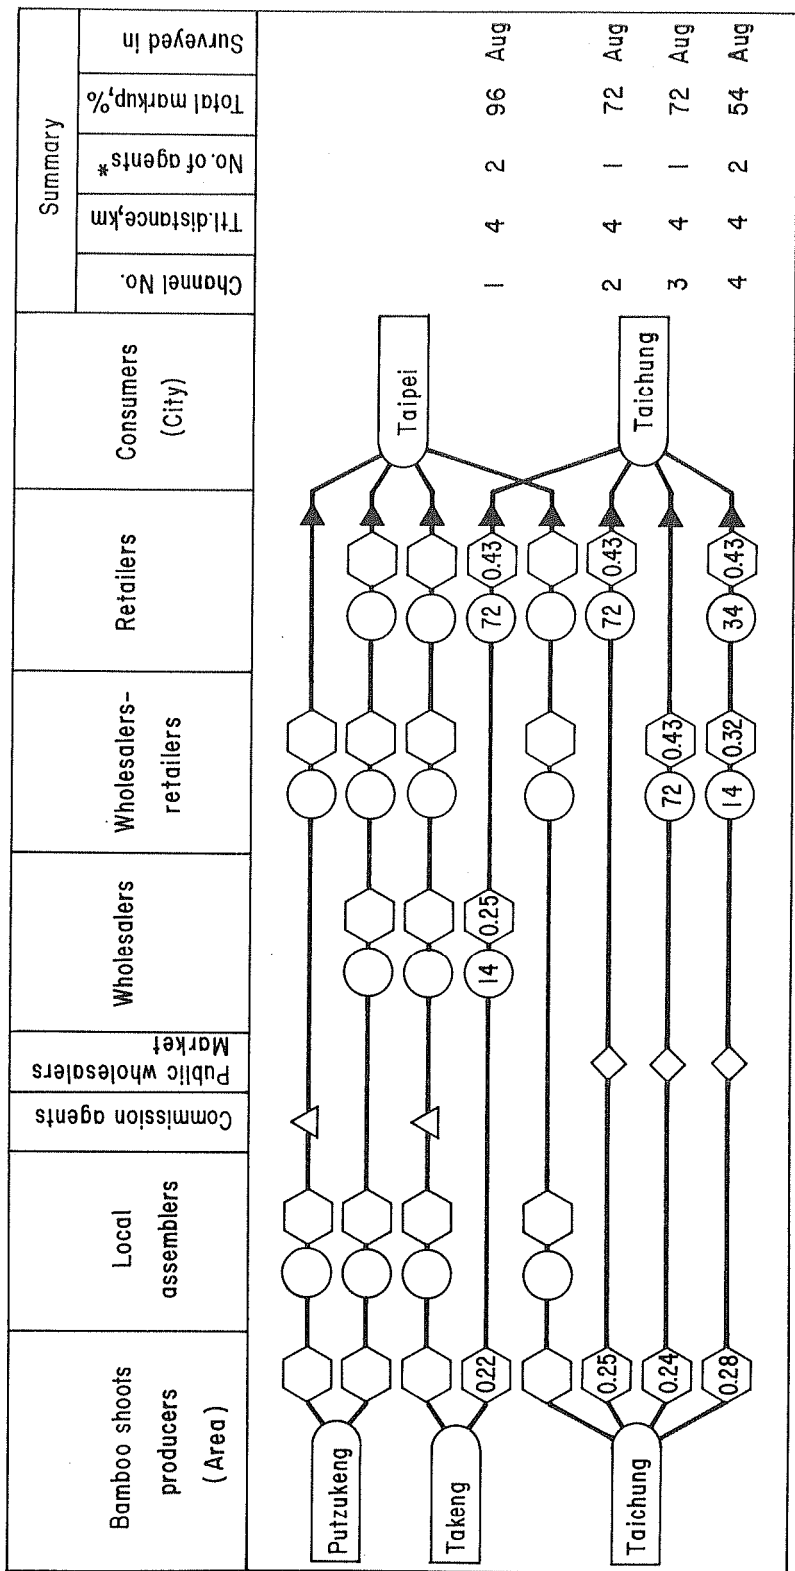 Bamboo shoots
producers
(Area)
Local
assemblers
Commission agents
Public wholesalers
Market
Wholesalers
Wholesalers-
retailers
Retailers
Consumers
(City)
Summary
Channel No.
Ttl.distance,km
No. of agents*
Total markup,%
Surveyed in
Putzukeng
Taipei
Takeng
0.22 14 0.25 72 0.43 1 4 2 96 Aug
Taichung
Taichung
0.25 72 0.43 2 4 1 72 Aug
0.24 72 0.43 3 4 1 72 Aug
0.28 14 0.32 34 0.43 4 4 2 54 Aug